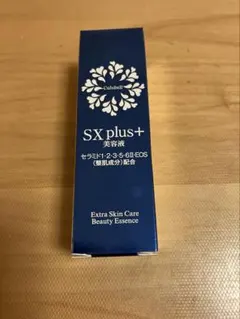 Culubell
SX plus+
美容液
セラミド1·2·3·5·6Ⅱ·EOS
(整肌成分)配合
Extra Skin Care
Beauty Essence